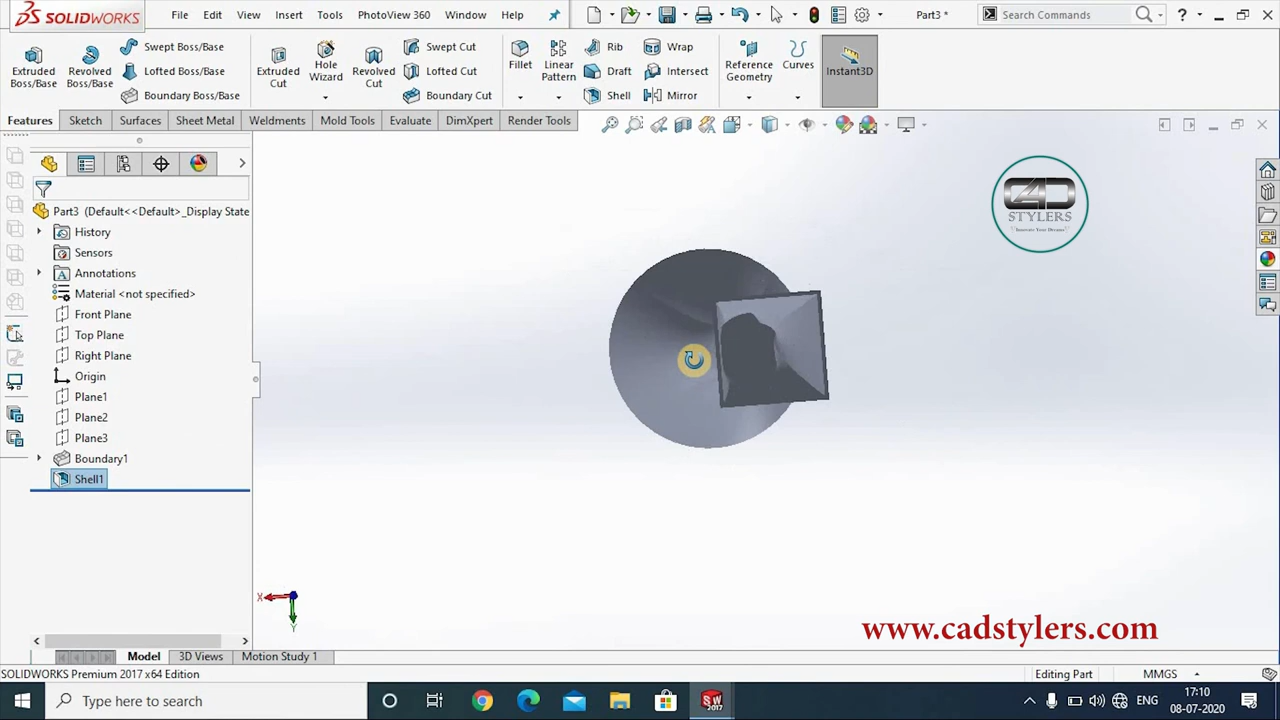 SOLIDWORKS
File Edit View Insert Tools PhotoView 360 Window Help
Part3 *
Search Commands
Extruded Boss/Base
Revolved Boss/Base
Swept Boss/Base
Lofted Boss/Base
Boundary Boss/Base
Extruded Cut
Hole Wizard
Revolved Cut
Swept Cut
Lofted Cut
Boundary Cut
Fillet
Linear Pattern
Rib
Draft
Shell
Wrap
Intersect
Mirror
Reference Geometry
Curves
Instant3D
Features Sketch Surfaces Sheet Metal Weldments Mold Tools Evaluate DimXpert Render Tools
Part3 (Default<<Default>_Display State
History
Sensors
Annotations
Material <not specified>
Front Plane
Top Plane
Right Plane
Origin
Plane1
Plane2
Plane3
Boundary1
Shell1
CAD
STYLERS
"Innovate Your Dreams"
X
Y
www.cadstylers.com
Model 3D Views Motion Study 1
SOLIDWORKS Premium 2017 x64 Edition
Editing Part
MMGS
Type here to search
SW
2017
ENG
17:10
08-07-2020